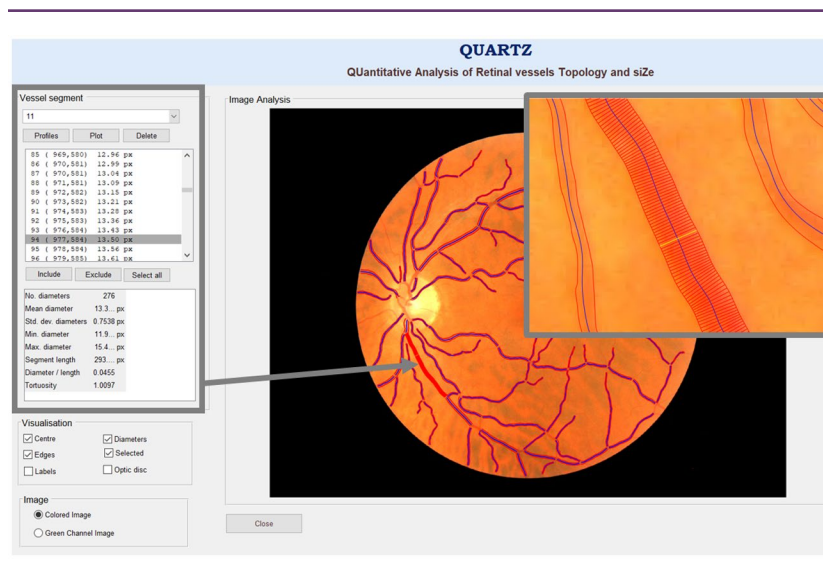 QUARTZ
QUantitative Analysis of Retinal vessels Topology and siZe
Vessel segment
11
Profiles Plot Delete
85 ( 969,580) 12.96 px
86 ( 970,581) 12.99 px
87 ( 970,581) 13.04 px
88 ( 971,581) 13.09 px
89 ( 972,582) 13.15 px
90 ( 973,582) 13.21 px
91 ( 974,583) 13.28 px
92 ( 975,583) 13.36 px
93 ( 976,584) 13.43 px
94 ( 977,584) 13.50 px
95 ( 978,584) 13.56 px
96 ( 979,585) 13.61 px
Include Exclude Select all
No. diameters 276
Mean diameter 13.3... px
Std. dev. diameters 0.7538 px
Min. diameter 11.9... px
Max. diameter 15.4... px
Segment length 293.... px
Diameter / length 0.0455
Tortuosity 1.0097
Visualisation
Centre Diameters
Edges Selected
Labels Optic disc
Image
Colored Image
Green Channel Image
Image Analysis
Close